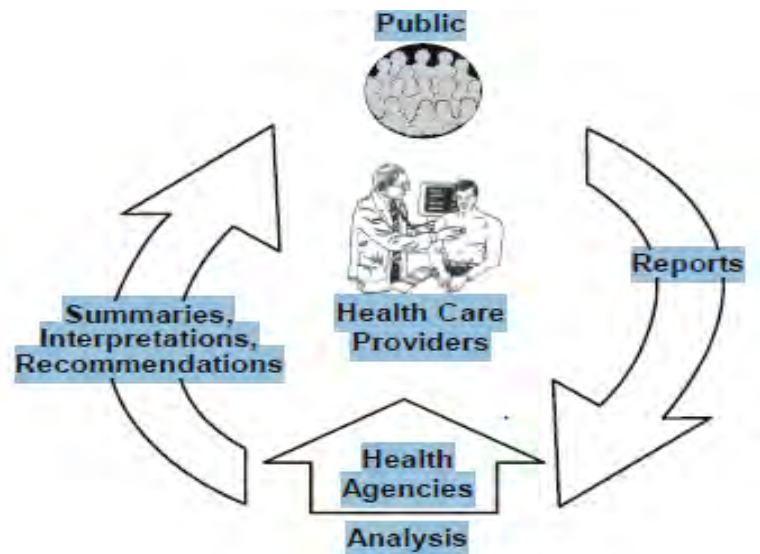 Public
Reports
Summaries,
Interpretations,
Recommendations
Health Care
Providers
Health
Agencies
Analysis